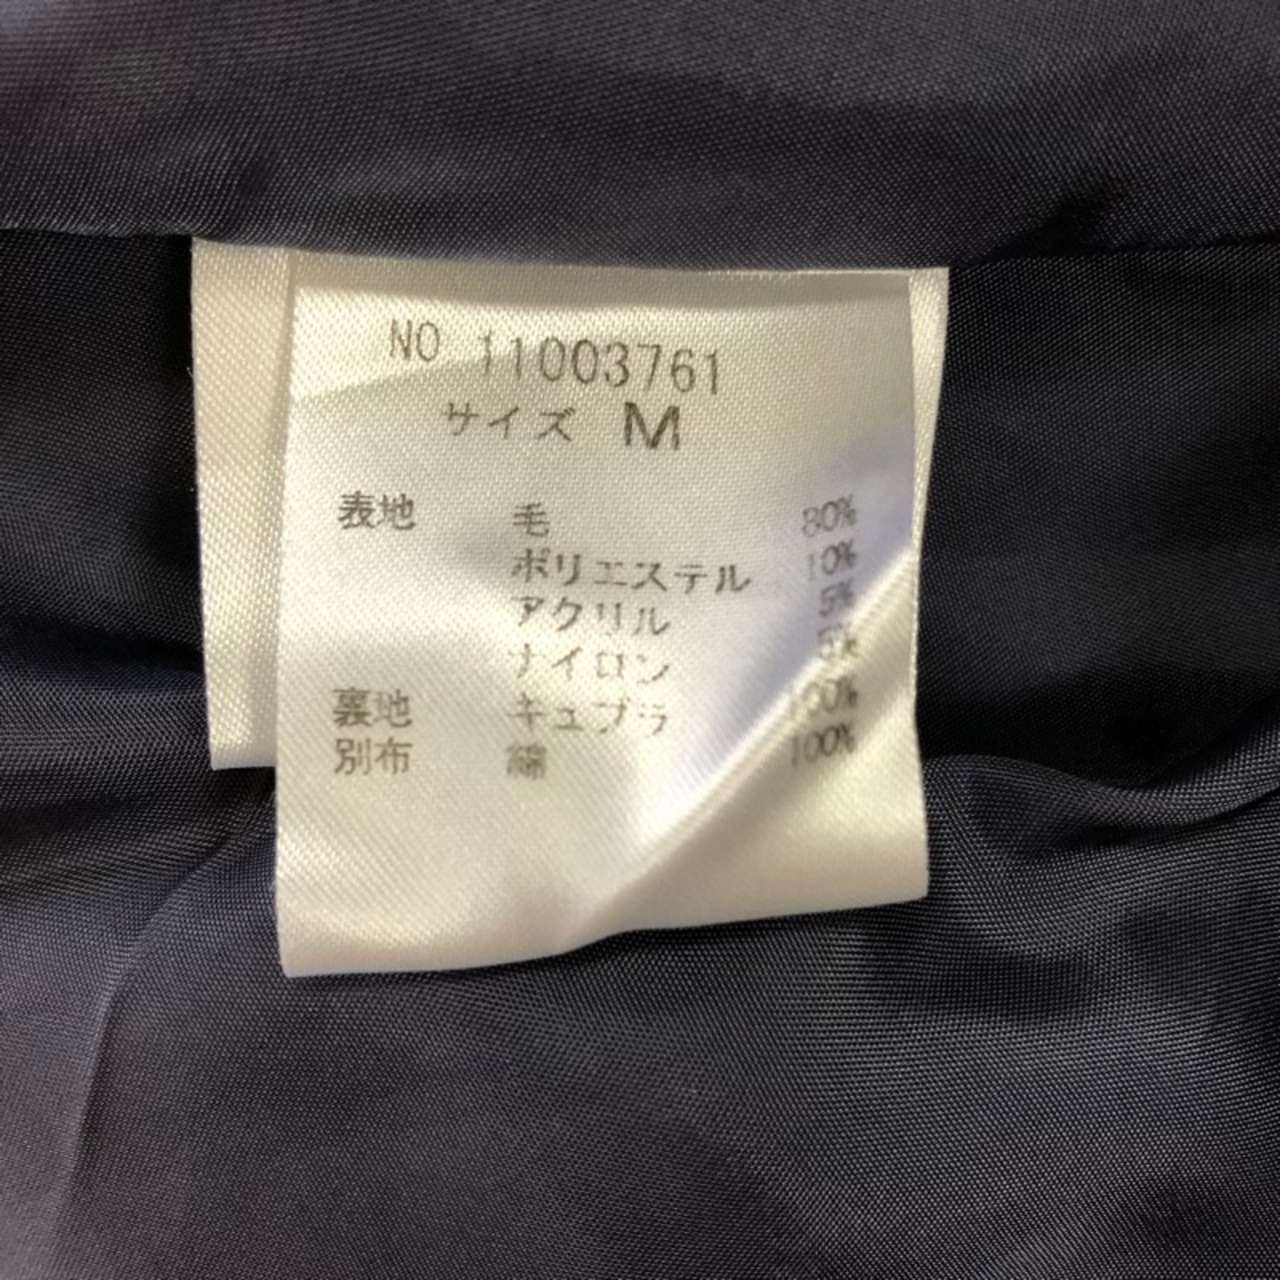 NO 11003761
サイズ M
表地 毛 80%
ポリエステル 10%
アクリル 5%
ナイロン 5%
裏地 キュプラ 100%
別布 綿 100%